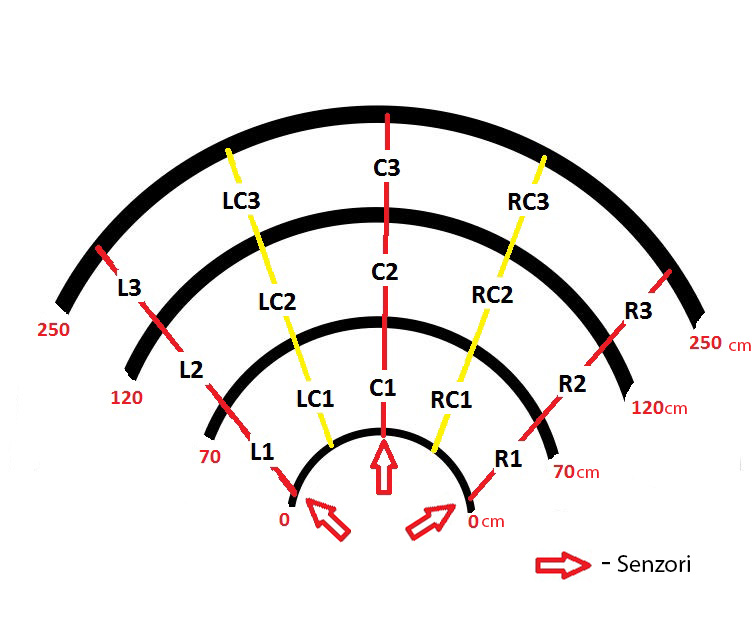 C3
LC3
RC3
C2
L3
LC2
RC2
R3
250
250 cm
L2
C1
R2
120
LC1
RC1
120cm
70
L1
R1
70cm
0
0cm
- Senzori